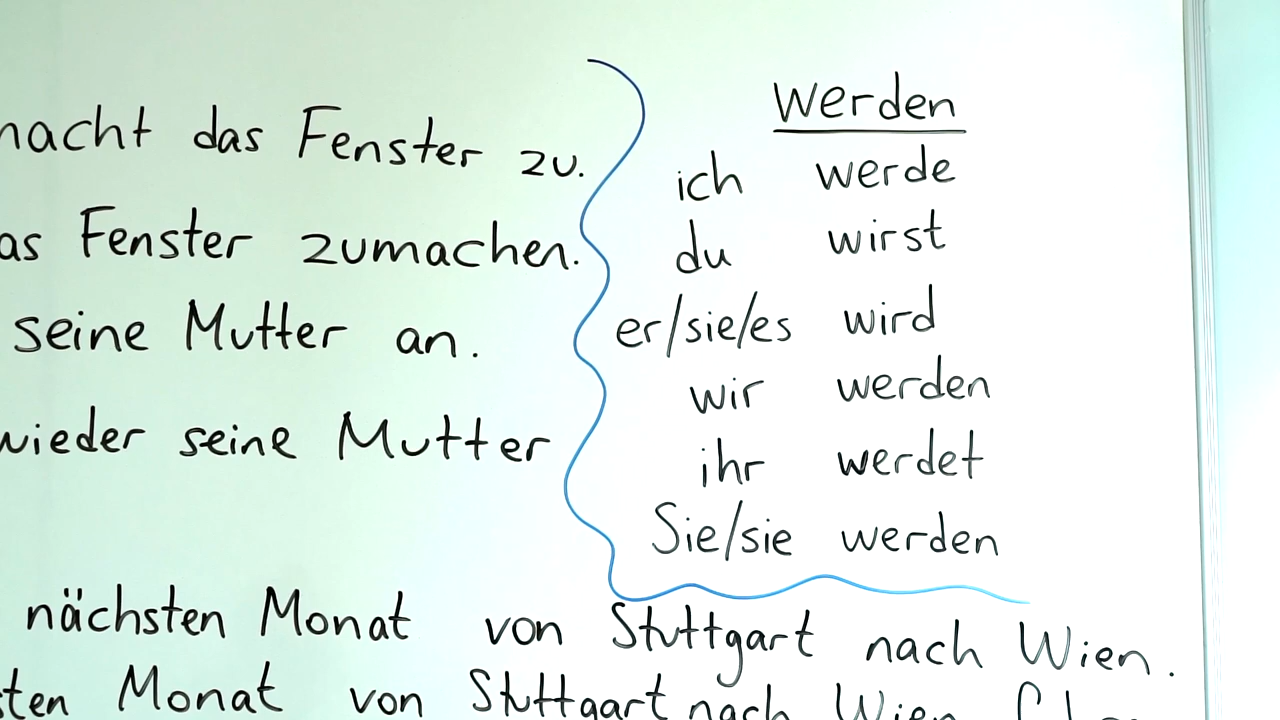 macht das Fenster zu.
as Fenster zumachen.
seine Mutter an.
wieder seine Mutter
werden
ich werde
du wirst
er/sie/es wird
wir werden
ihr werdet
Sie/sie werden
nächsten Monat von Stuttgart nach Wien.
sten Monat von Stuttgart nach Wien